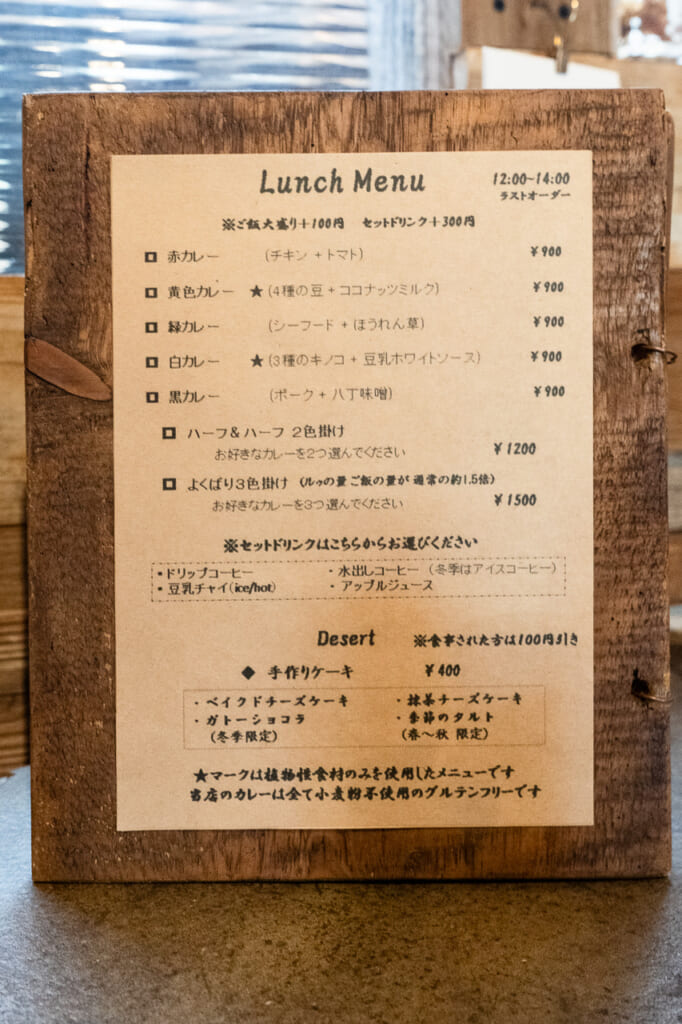 Lunch Menu 12:00~14:00
ラストオーダー
※ご飯大盛り+100円 セットドリンク+300円
赤カレー (チキン + トマト) ¥900
黄色カレー ★(4種の豆 + ココナッツミルク) ¥900
緑カレー (シーフード + ほうれん草) ¥900
白カレー ★(3種のキノコ + 豆乳ホワイトソース) ¥900
黒カレー (ポーク + 八丁味噌) ¥900
ハーフ&ハーフ 2色掛け
お好きなカレーを2つ選んでください ¥1200
よくばり3色掛け (ルゥの量ご飯の量が 通常の約1.5倍)
お好きなカレーを3つ選んでください ¥1500
※セットドリンクはこちらからお選びください
・ドリップコーヒー ・水出しコーヒー (冬季はアイスコーヒー)
・豆乳チャイ(ice/hot) ・アップルジュース
Desert ※食事された方は100円引き
◆ 手作りケーキ ¥400
・ベイクドチーズケーキ ・抹茶チーズケーキ
・ガトーショコラ ・季節のタルト
(冬季限定) (春~秋 限定)
★マークは植物性食材のみを使用したメニューです
当店のカレーは全て小麦粉不使用のグルテンフリーです